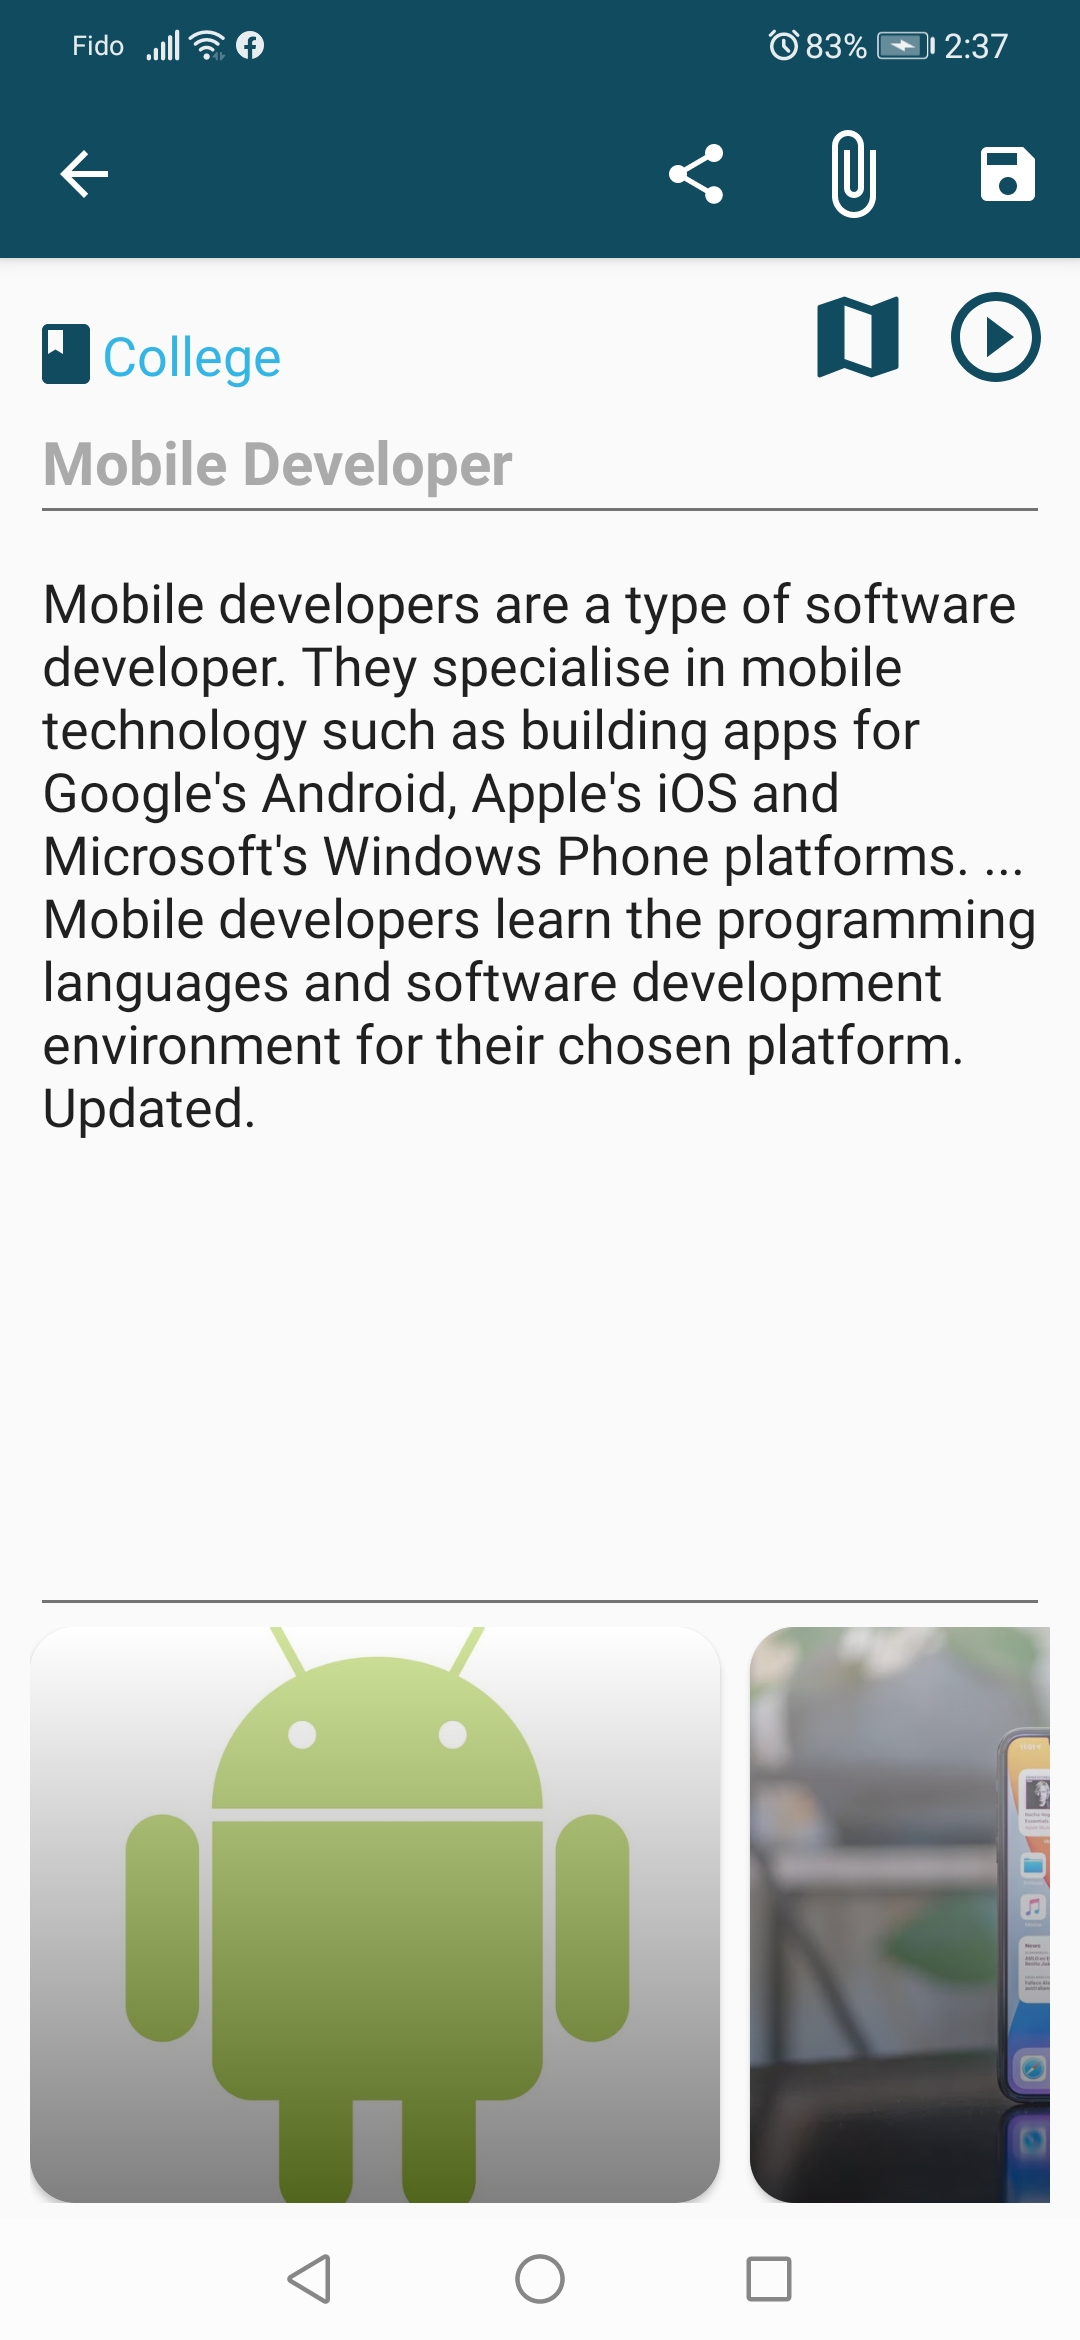 Fido 83% 2:37
College
Mobile Developer
Mobile developers are a type of software
developer. They specialise in mobile
technology such as building apps for
Google's Android, Apple's iOS and
Microsoft's Windows Phone platforms. ...
Mobile developers learn the programming
languages and software development
environment for their chosen platform.
Updated.
News